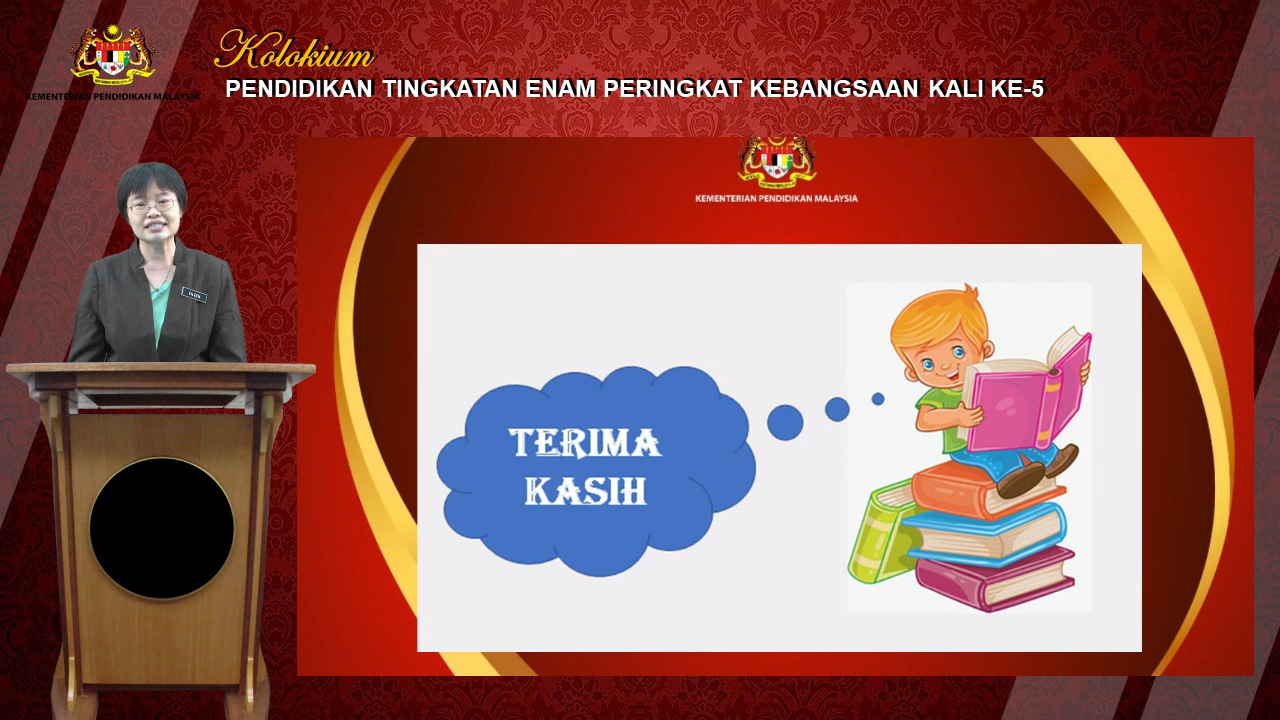 Kolokium
PENDIDIKAN TINGKATAN ENAM PERINGKAT KEBANGSAAN KALI KE-5
KEMENTERIAN PENDIDIKAN MALAYSIA
KEMENTERIAN PENDIDIKAN MALAYSIA
TERIMA
KASIH